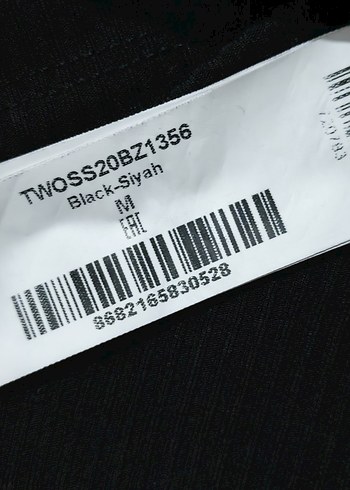 TWOSS20BZ1356
Black-Siyah
M
EAC
8682165830528